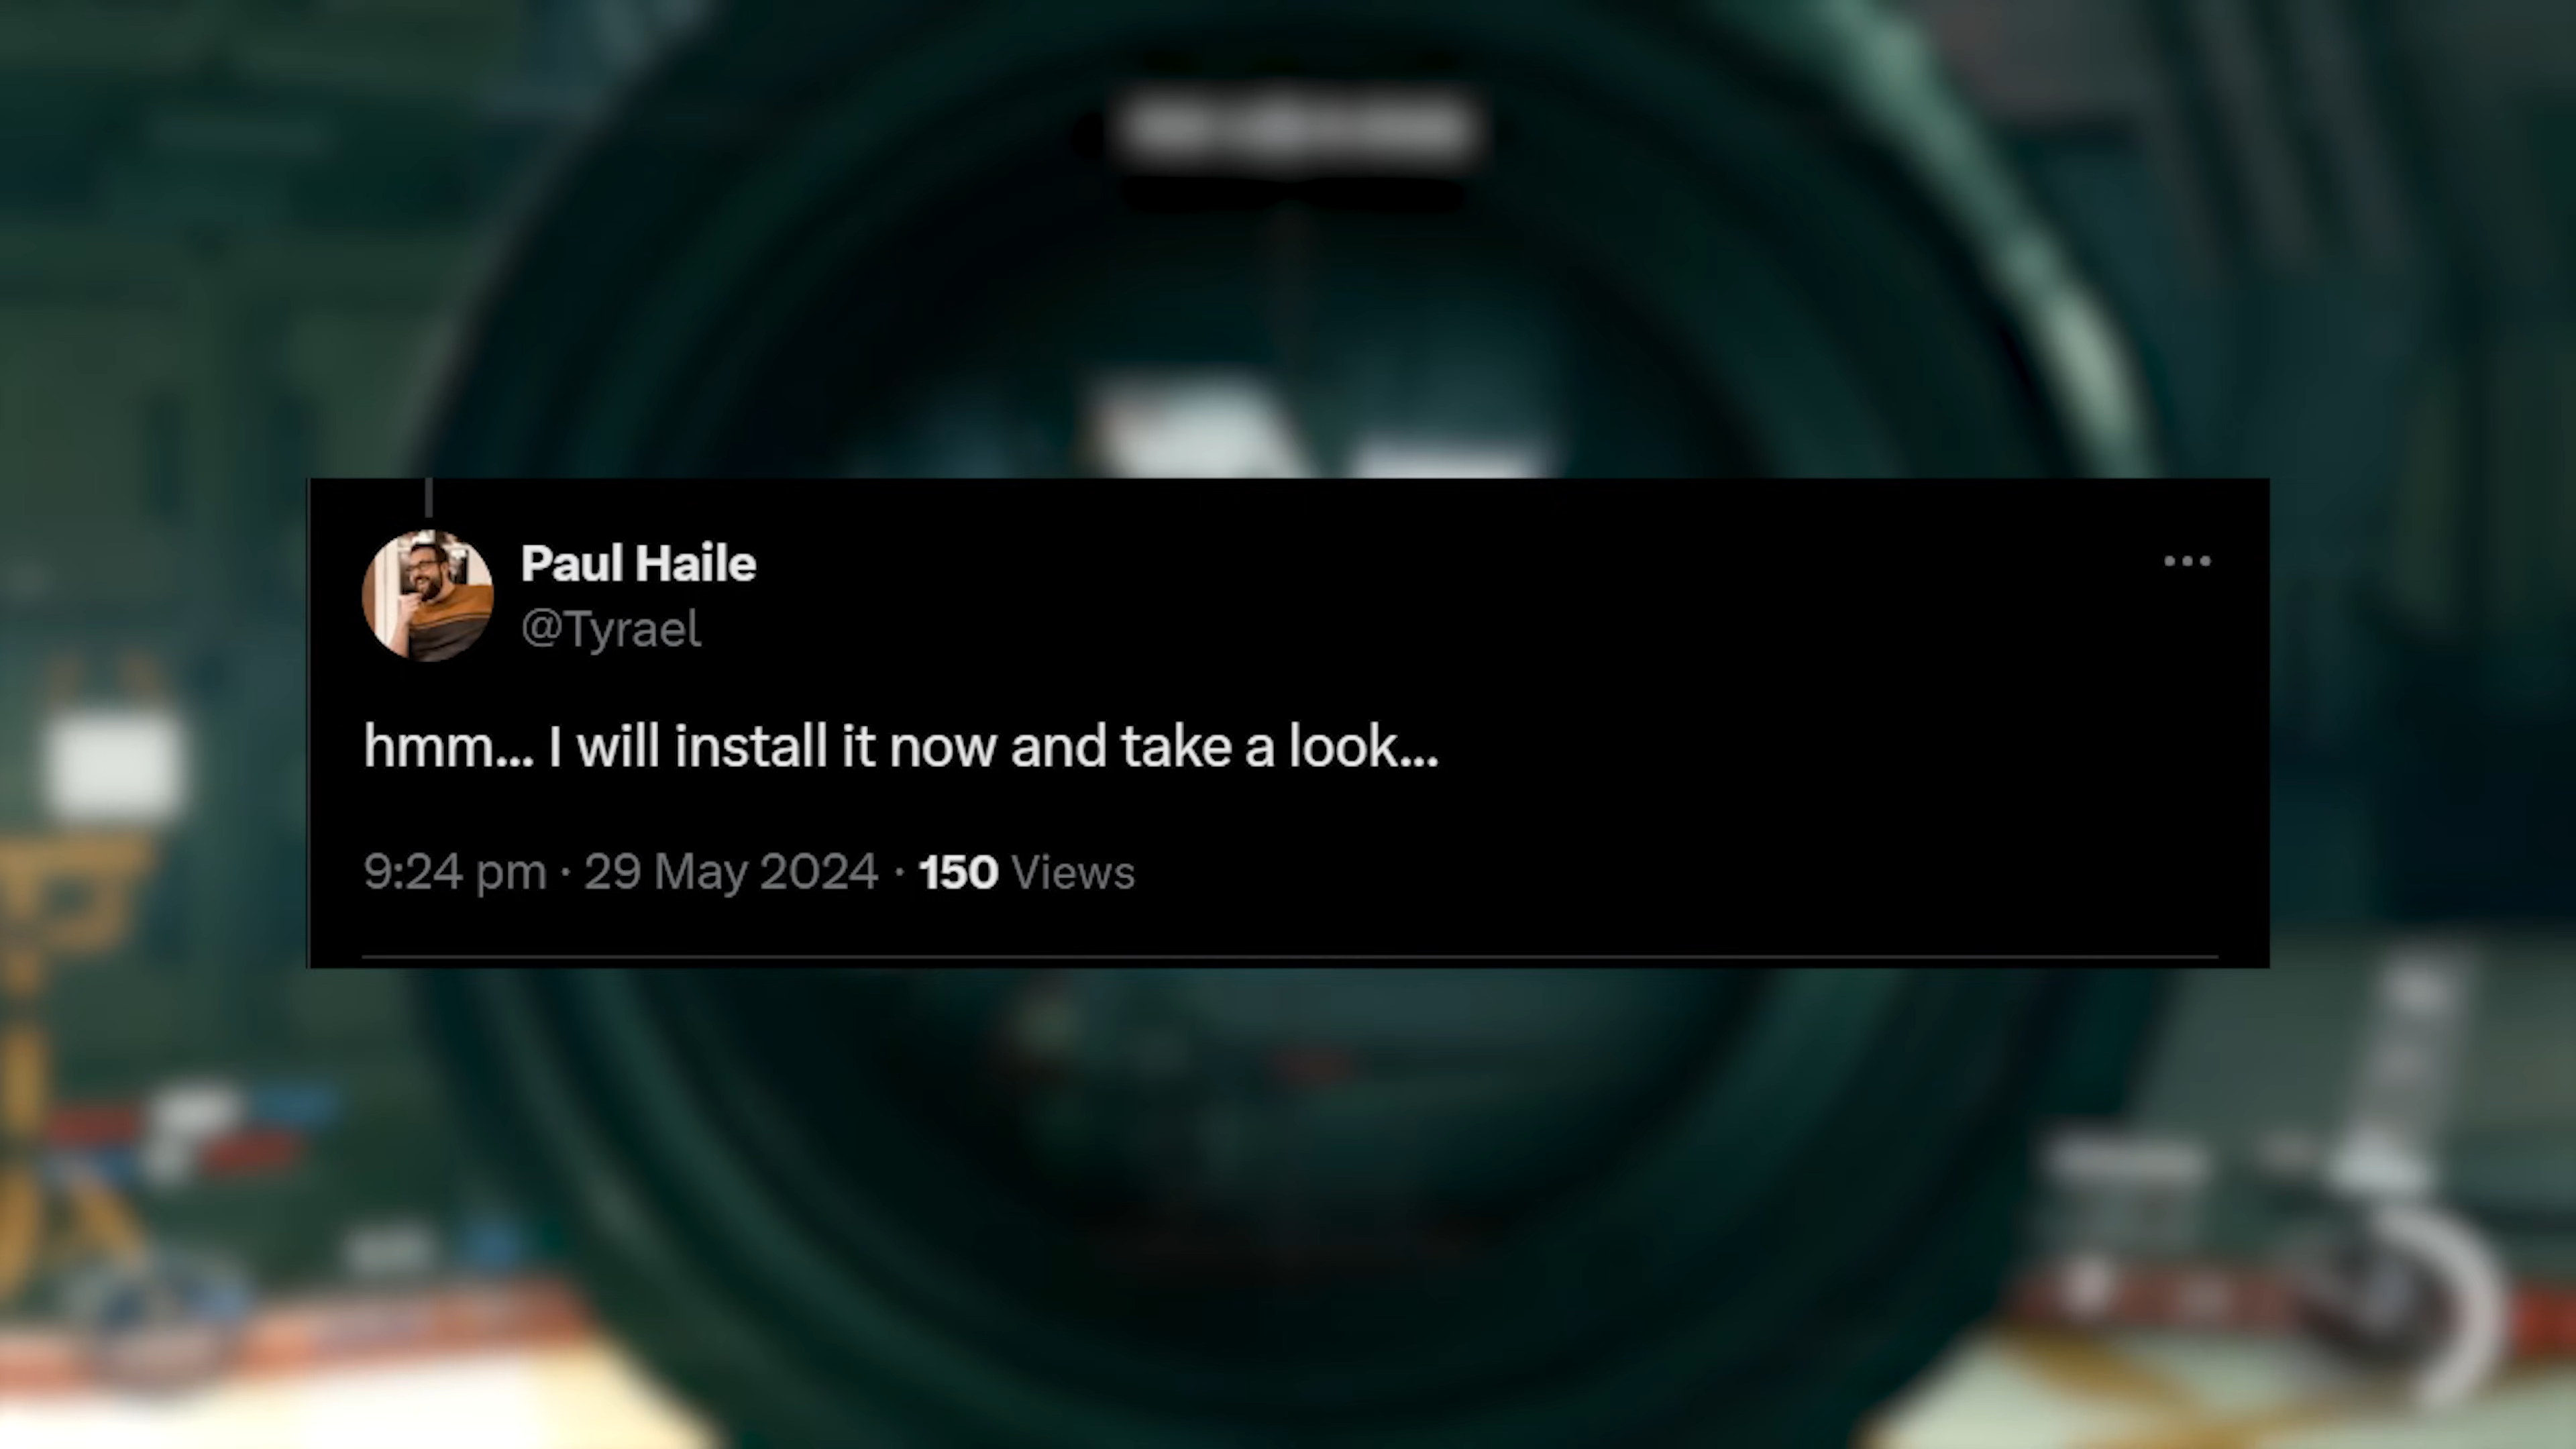 Paul Haile
@Tyrael
hmm... I will install it now and take a look...
9:24 pm · 29 May 2024 · 150 Views